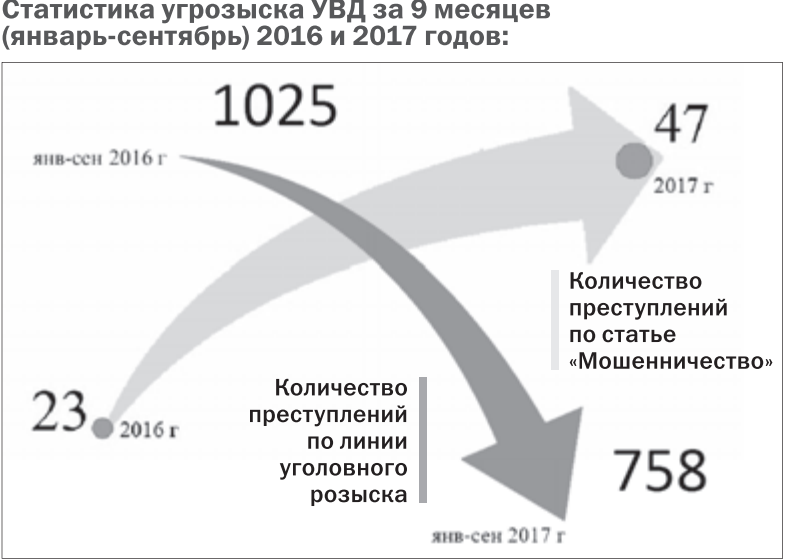 Статистика угрозыска УВД за 9 месяцев
(январь-сентябрь) 2016 и 2017 годов:
1025
янв-сен 2016 г
47
2017 г
Количество
преступлений
по статье
«Мошенничество»
23
2016 г
Количество
преступлений
по линии
уголовного
розыска
758
янв-сен 2017 г